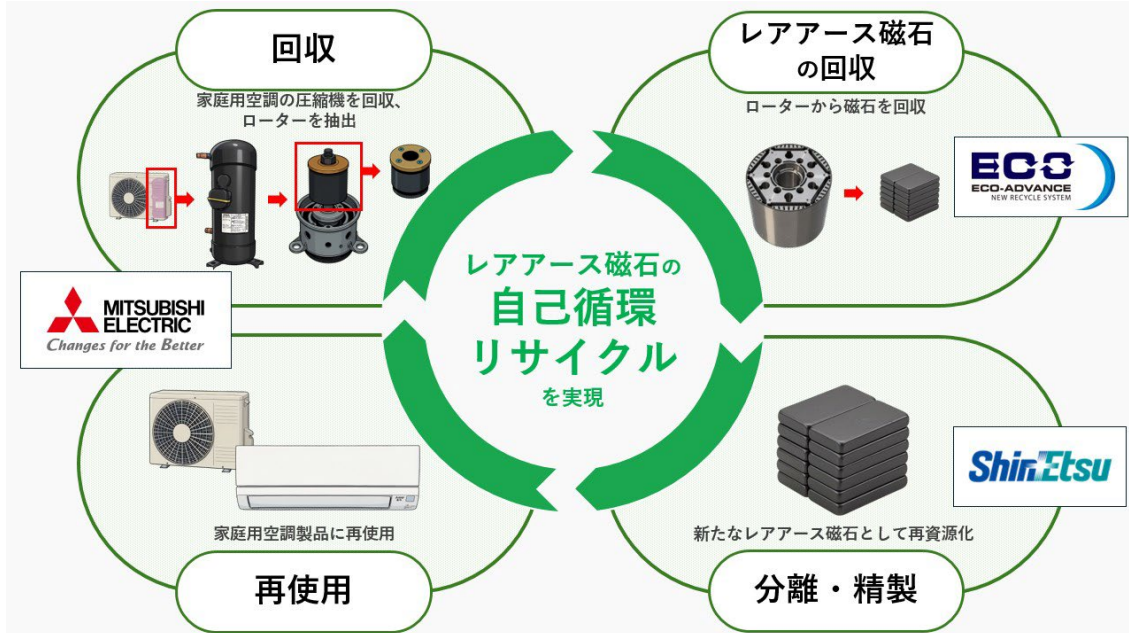 回収
家庭用空調の圧縮機を回収、
ローターを抽出
レアアース磁石
の回収
ローターから磁石を回収
ECO
ECO-ADVANCE
NEW RECYCLE SYSTEM
レアアース磁石の
自己循環
リサイクル
を実現
MITSUBISHI
ELECTRIC
Changes for the Better
家庭用空調製品に再使用
再使用
ShinEtsu
新たなレアアース磁石として再資源化
分離・精製